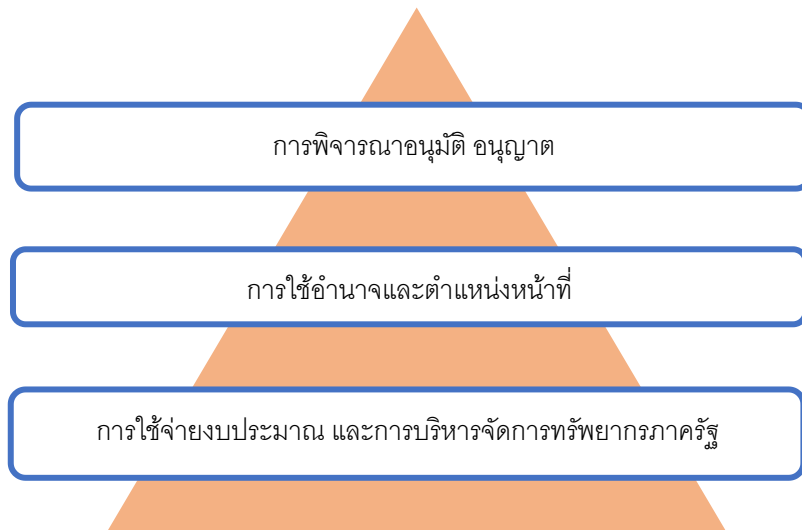 การพิจารณาอนุมัติ อนุญาต
การใช้อำนาจและตำแหน่งหน้าที่
การใช้จ่ายงบประมาณ และการบริหารจัดการทรัพยากรภาครัฐ